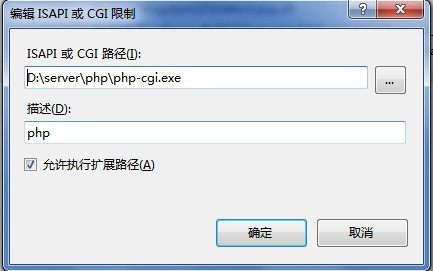 编辑 ISAPI 或 CGI 限制
ISAPI 或 CGI 路径(I):
D:\server\php\php-cgi.exe
...
描述(D):
php
允许执行扩展路径(A)
确定
取消